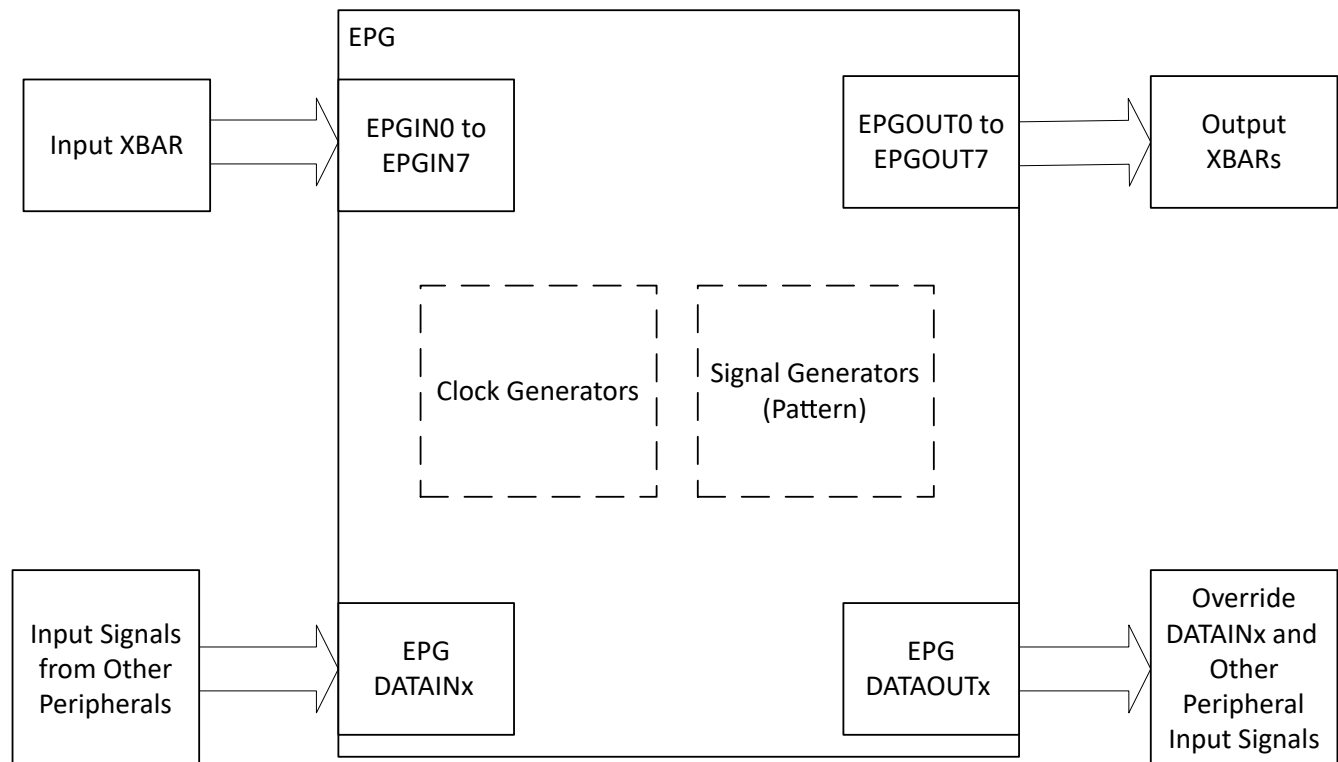 EPG
Input XBAR
EPGIN0 to
EPGIN7
EPGOUT0 to
EPGOUT7
Output
XBARs
Clock Generators
Signal Generators
(Pattern)
Input Signals
from Other
Peripherals
EPG
DATAINx
EPG
DATAOUTx
Override
DATAINx and
Other
Peripheral
Input Signals